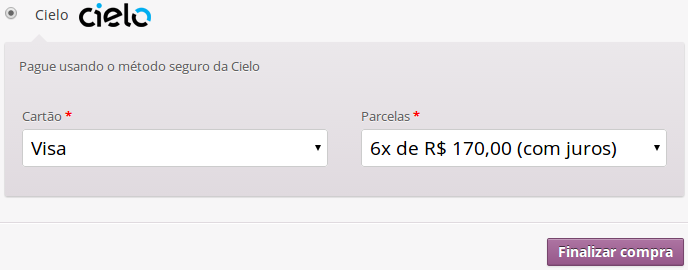 Cielo cielo
Pague usando o método seguro da Cielo
Cartão * Parcelas *
Visa 6x de R$ 170,00 (com juros)
Finalizar compra